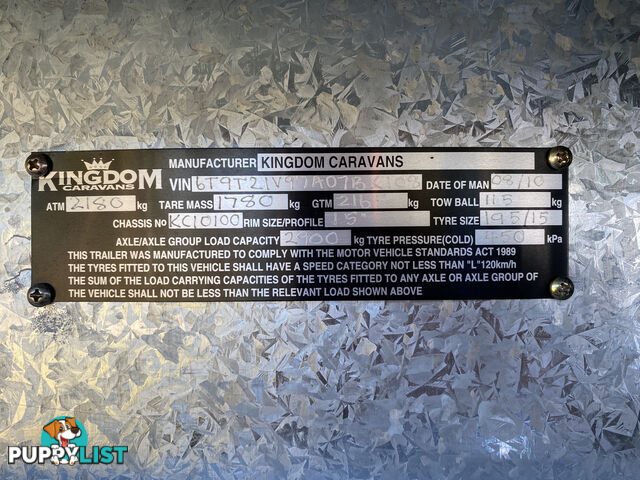 KINGDOM
CARAVANS
MANUFACTURER KINGDOM CARAVANS
VIN DATE OF MAN 08/10
ATM 2180 kg TARE MASS 1780 kg GTM kg TOW BALL 115 kg
CHASSIS NO KC10100 RIM SIZE/PROFILE 15" TYRE SIZE 195/15
AXLE/AXLE GROUP LOAD CAPACITY 2900 kg TYRE PRESSURE(COLD) kPa
THIS TRAILER WAS MANUFACTURED TO COMPLY WITH THE MOTOR VEHICLE STANDARDS ACT 1989
THE TYRES FITTED TO THIS VEHICLE SHALL HAVE A SPEED CATEGORY NOT LESS THAN "L"120km/h
THE SUM OF THE LOAD CARRYING CAPACITIES OF THE TYRES FITTED TO ANY AXLE OR AXLE GROUP OF
THE VEHICLE SHALL NOT BE LESS THAN THE RELEVANT LOAD SHOWN ABOVE
PUPPYLIST